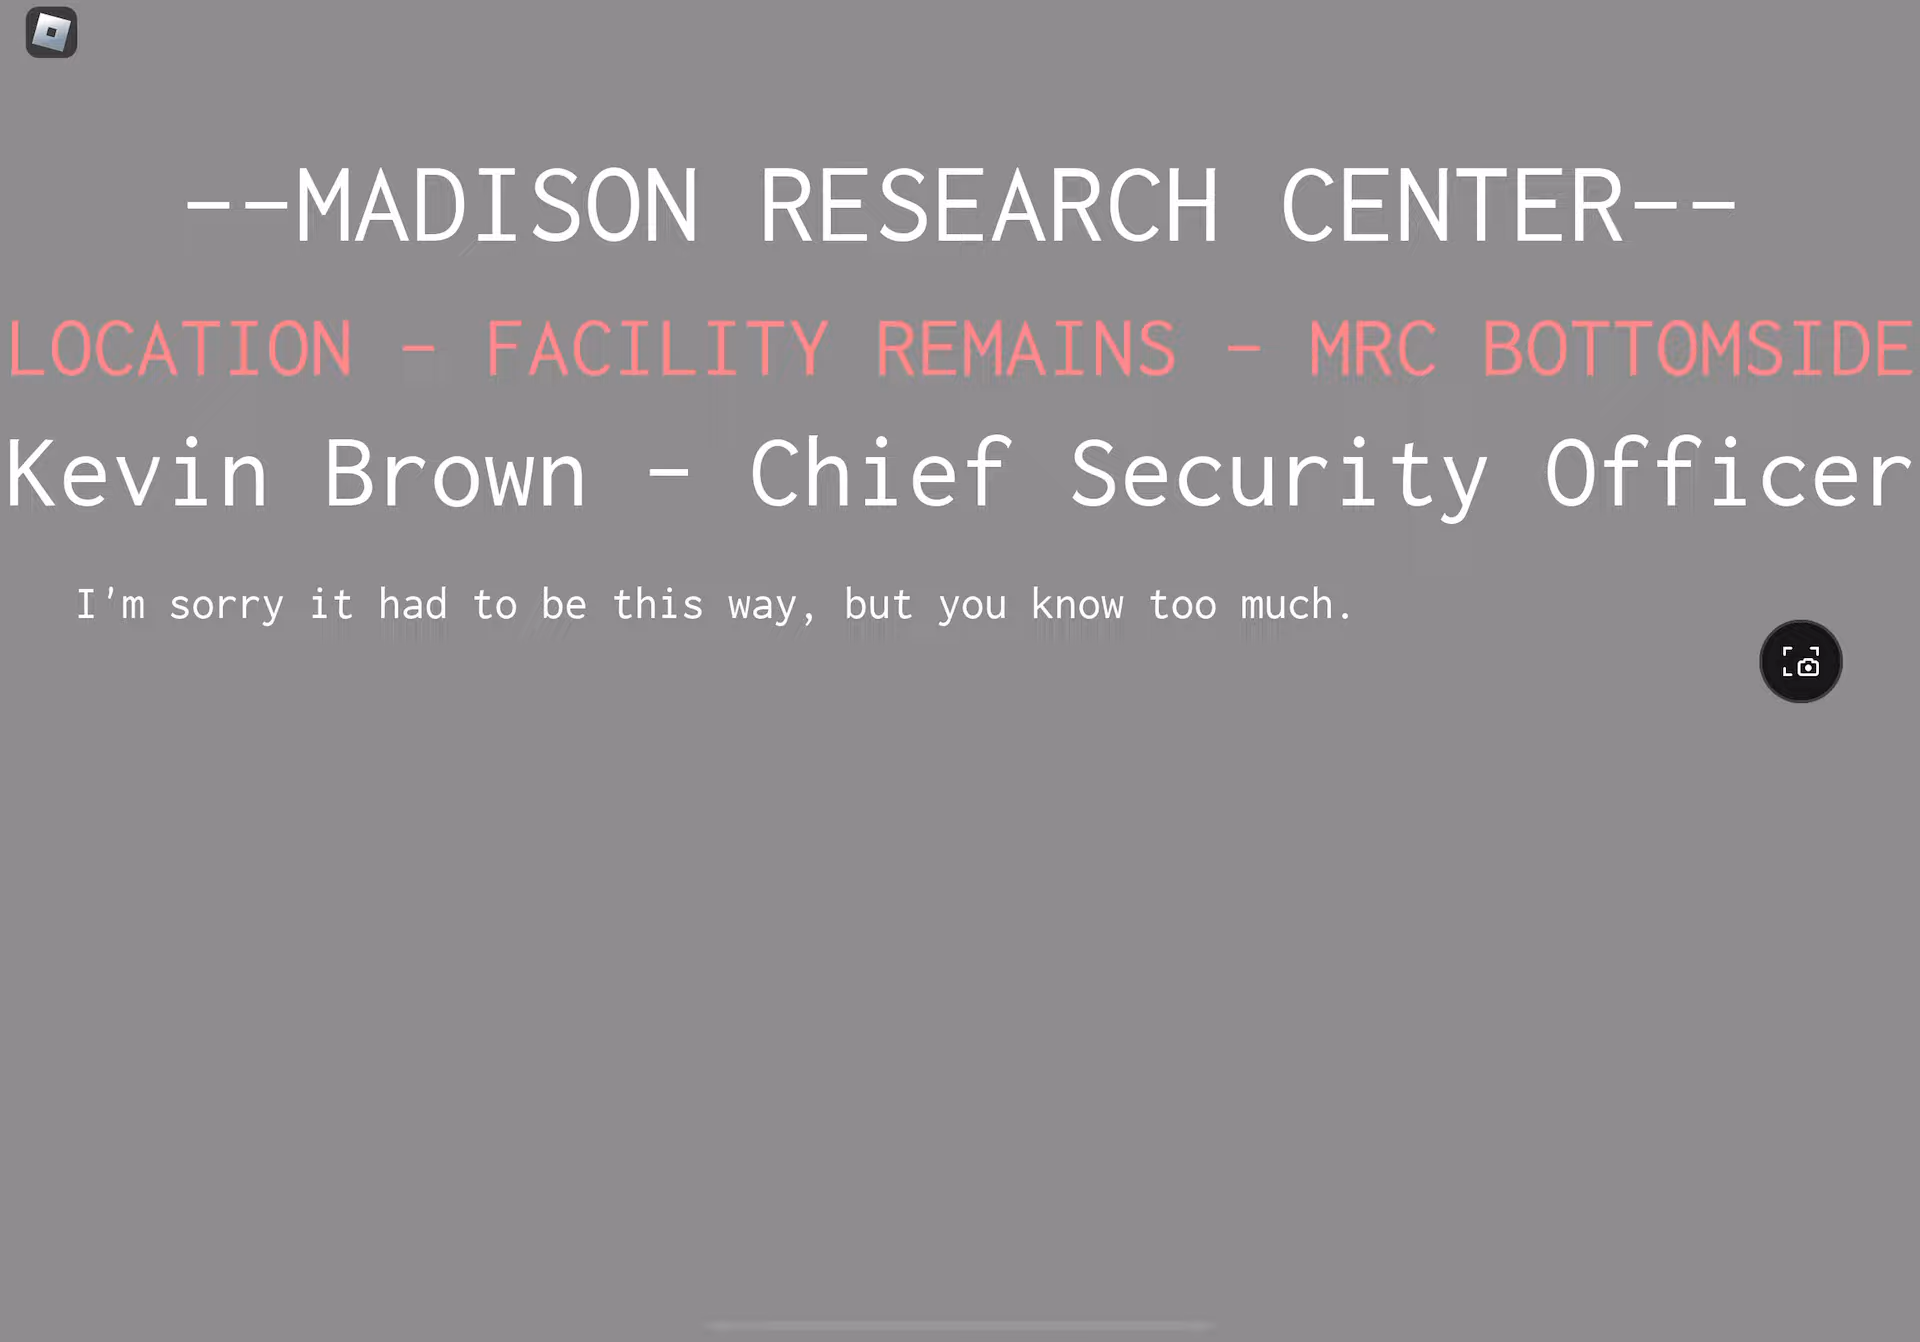 --MADISON RESEARCH CENTER--
LOCATION - FACILITY REMAINS - MRC BOTTOMSIDE
Kevin Brown - Chief Security Officer
I'm sorry it had to be this way, but you know too much.